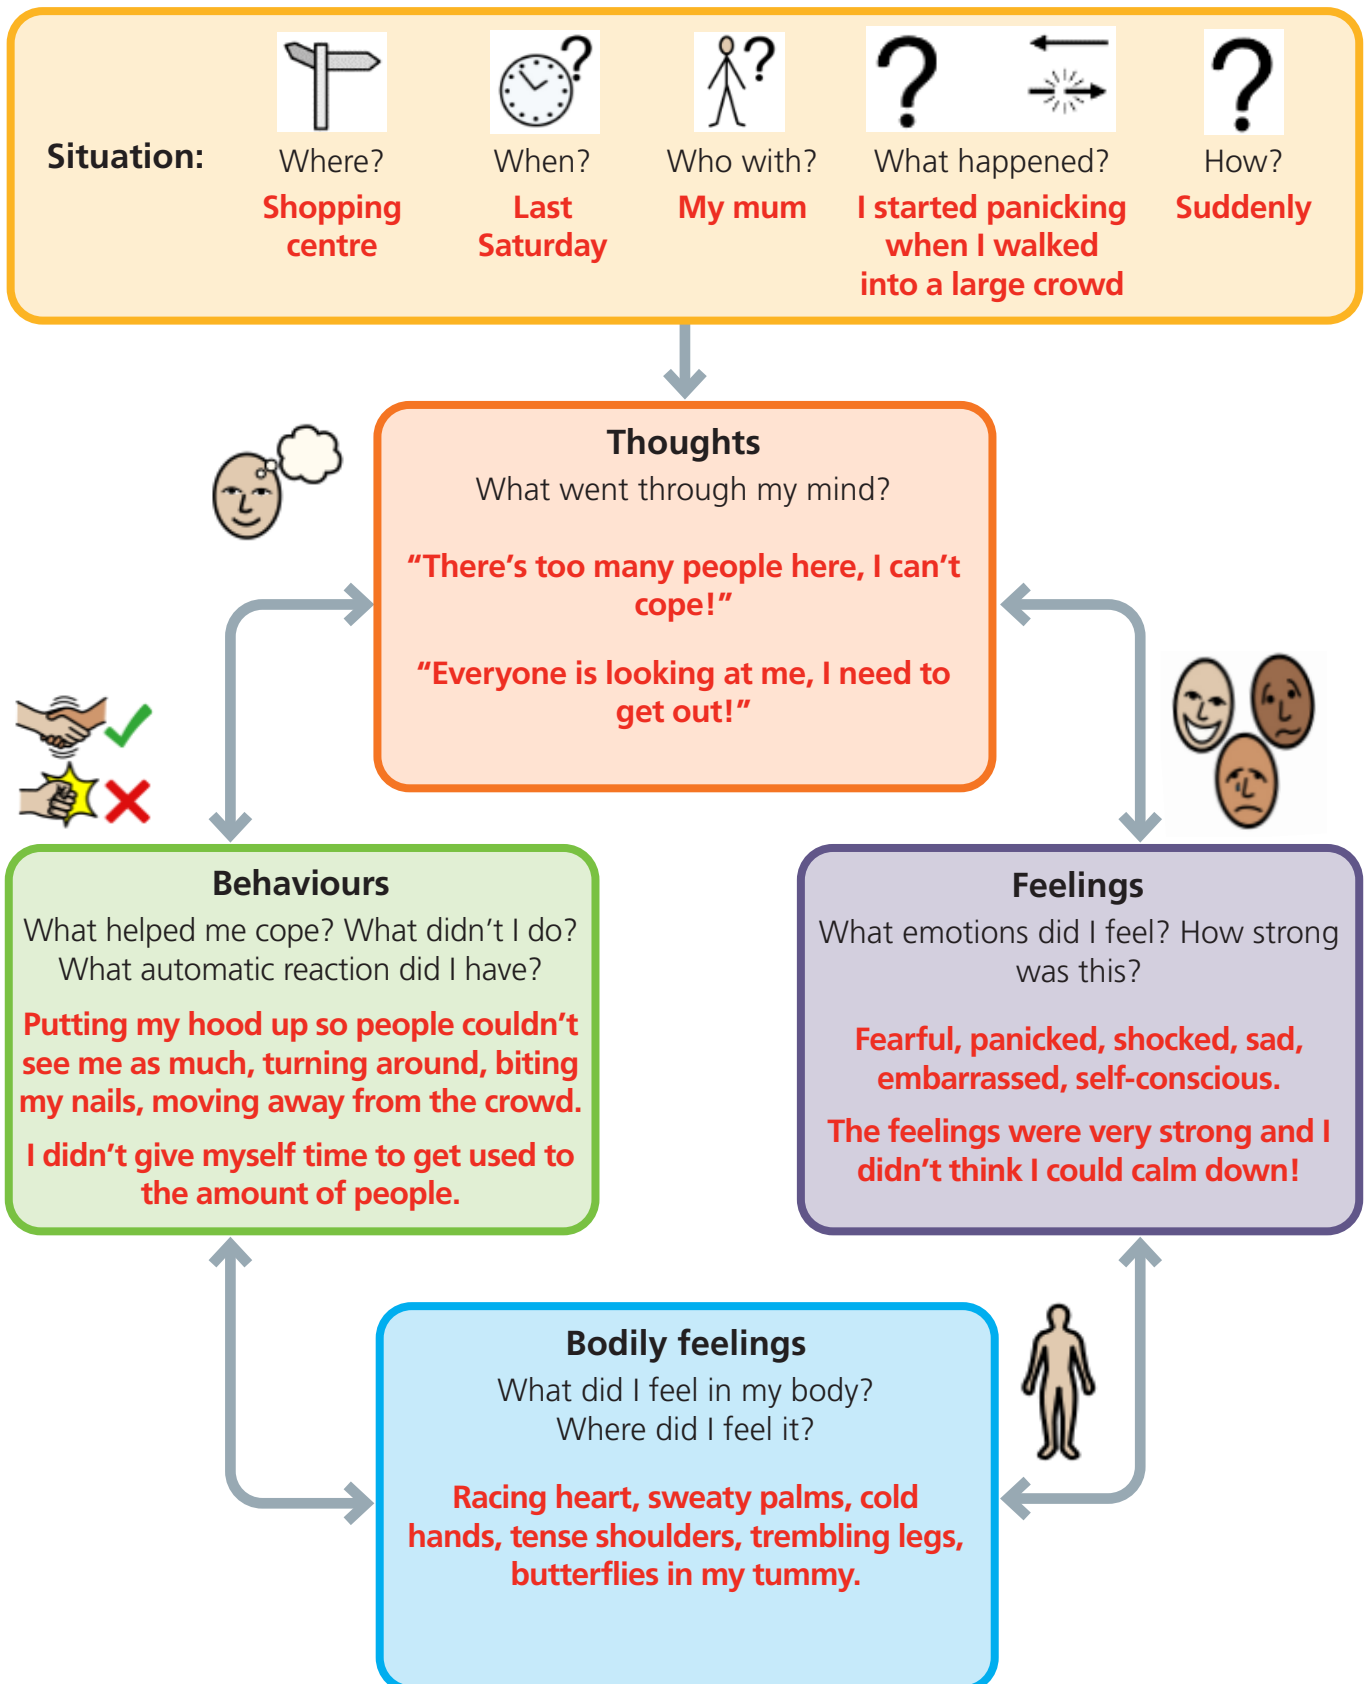 Situation:
Where?
Shopping
centre
When?
Last
Saturday
Who with?
My mum
What happened?
I started panicking
when I walked
into a large crowd
How?
Suddenly
Thoughts
What went through my mind?
“There’s too many people here, I can’t
cope!”
“Everyone is looking at me, I need to
get out!”
Behaviours
What helped me cope? What didn’t I do?
What automatic reaction did I have?
Putting my hood up so people couldn’t
see me as much, turning around, biting
my nails, moving away from the crowd.
I didn’t give myself time to get used to
the amount of people.
Feelings
What emotions did I feel? How strong
was this?
Fearful, panicked, shocked, sad,
embarrassed, self-conscious.
The feelings were very strong and I
didn’t think I could calm down!
Bodily feelings
What did I feel in my body?
Where did I feel it?
Racing heart, sweaty palms, cold
hands, tense shoulders, trembling legs,
butterflies in my tummy.